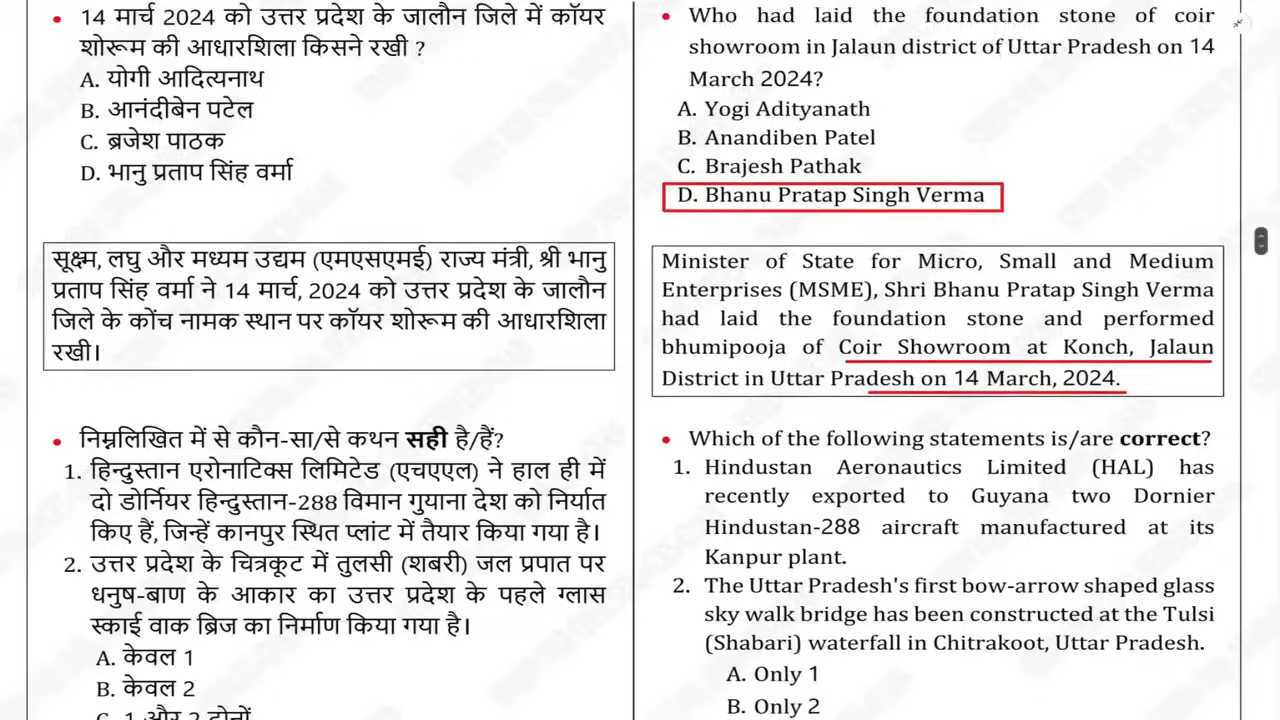 14 मार्च 2024 को उत्तर प्रदेश के जालौन जिले में कॉयर
शोरूम की आधारशिला किसने रखी ?
A. योगी आदित्यनाथ
B. आनंदीबेन पटेल
C. ब्रजेश पाठक
D. भानु प्रताप सिंह वर्मा
सूक्ष्म, लघु और मध्यम उद्यम (एमएसएमई) राज्य मंत्री, श्री भानु
प्रताप सिंह वर्मा ने 14 मार्च, 2024 को उत्तर प्रदेश के जालौन
जिले के कोंच नामक स्थान पर कॉयर शोरूम की आधारशिला
रखी।
निम्नलिखित में से कौन-सा/से कथन सही है/हैं?
1. हिन्दुस्तान एरोनाटिक्स लिमिटेड (एचएएल) ने हाल ही में
दो डोर्नियर हिन्दुस्तान-288 विमान गुयाना देश को निर्यात
किए हैं, जिन्हें कानपुर स्थित प्लांट में तैयार किया गया है।
2. उत्तर प्रदेश के चित्रकूट में तुलसी (शबरी) जल प्रपात पर
धनुष-बाण के आकार का उत्तर प्रदेश के पहले ग्लास
स्काई वाक ब्रिज का निर्माण किया गया है।
A. केवल 1
B. केवल 2
C. 1 और 2 दोनों
Who had laid the foundation stone of coir
showroom in Jalaun district of Uttar Pradesh on 14
March 2024?
A. Yogi Adityanath
B. Anandiben Patel
C. Brajesh Pathak
D. Bhanu Pratap Singh Verma
Minister of State for Micro, Small and Medium
Enterprises (MSME), Shri Bhanu Pratap Singh Verma
had laid the foundation stone and performed
bhumipooja of Coir Showroom at Konch, Jalaun
District in Uttar Pradesh on 14 March, 2024.
Which of the following statements is/are correct?
1. Hindustan Aeronautics Limited (HAL) has
recently exported to Guyana two Dornier
Hindustan-288 aircraft manufactured at its
Kanpur plant.
2. The Uttar Pradesh's first bow-arrow shaped glass
sky walk bridge has been constructed at the Tulsi
(Shabari) waterfall in Chitrakoot, Uttar Pradesh.
A. Only 1
B. Only 2